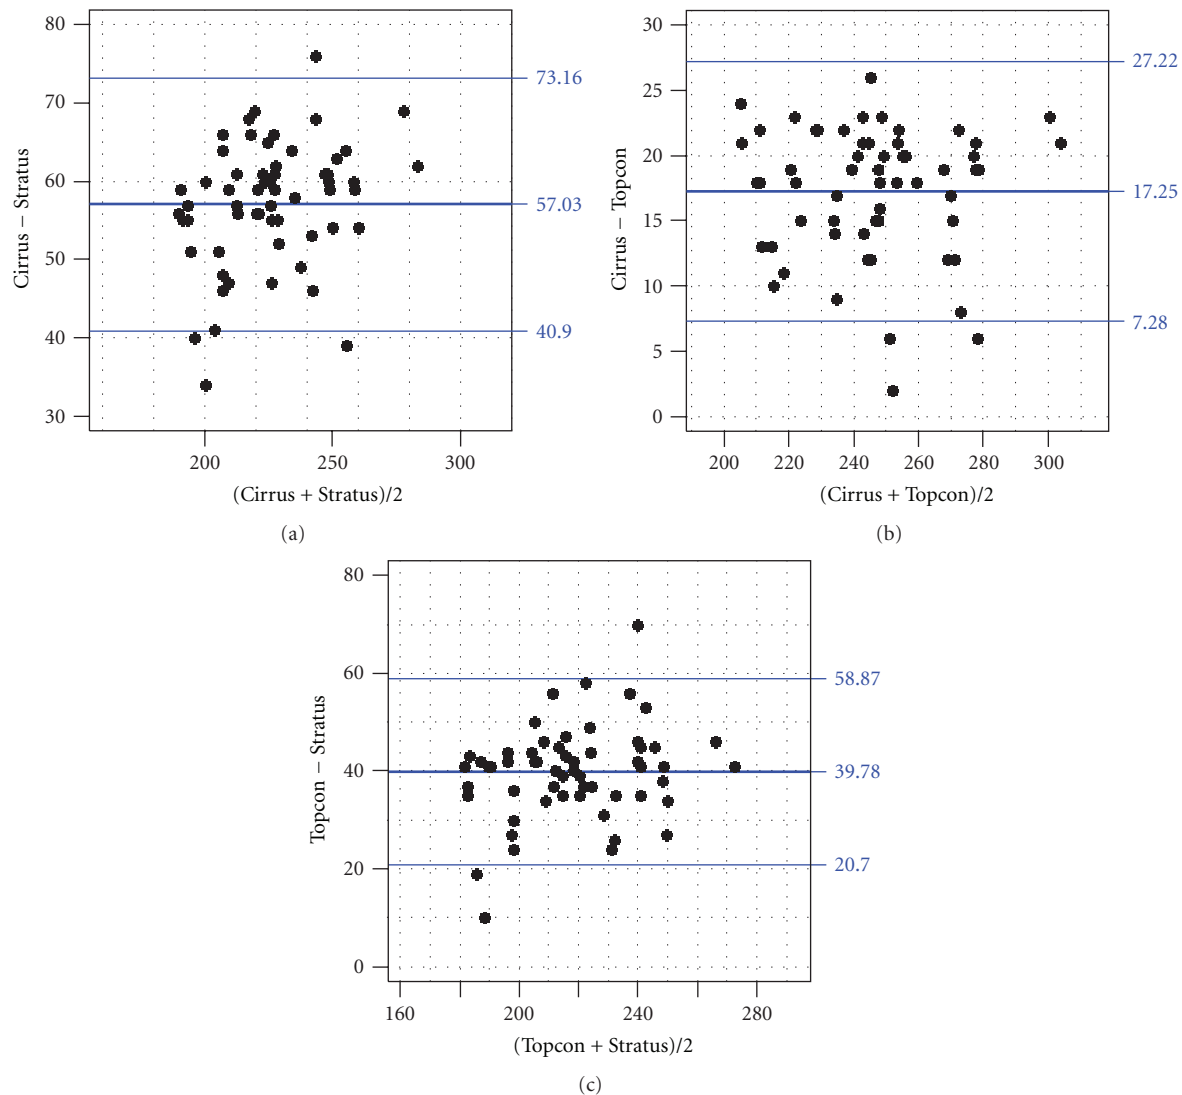 80
70
60
50
40
30
Cirrus − Stratus
73.16
57.03
40.9
200 250 300
(Cirrus + Stratus)/2
(a)
30
25
20
15
10
5
0
Cirrus − Topcon
27.22
17.25
7.28
200 220 240 260 280 300
(Cirrus + Topcon)/2
(b)
80
60
40
20
0
Topcon − Stratus
58.87
39.78
20.7
160 200 240 280
(Topcon + Stratus)/2
(c)